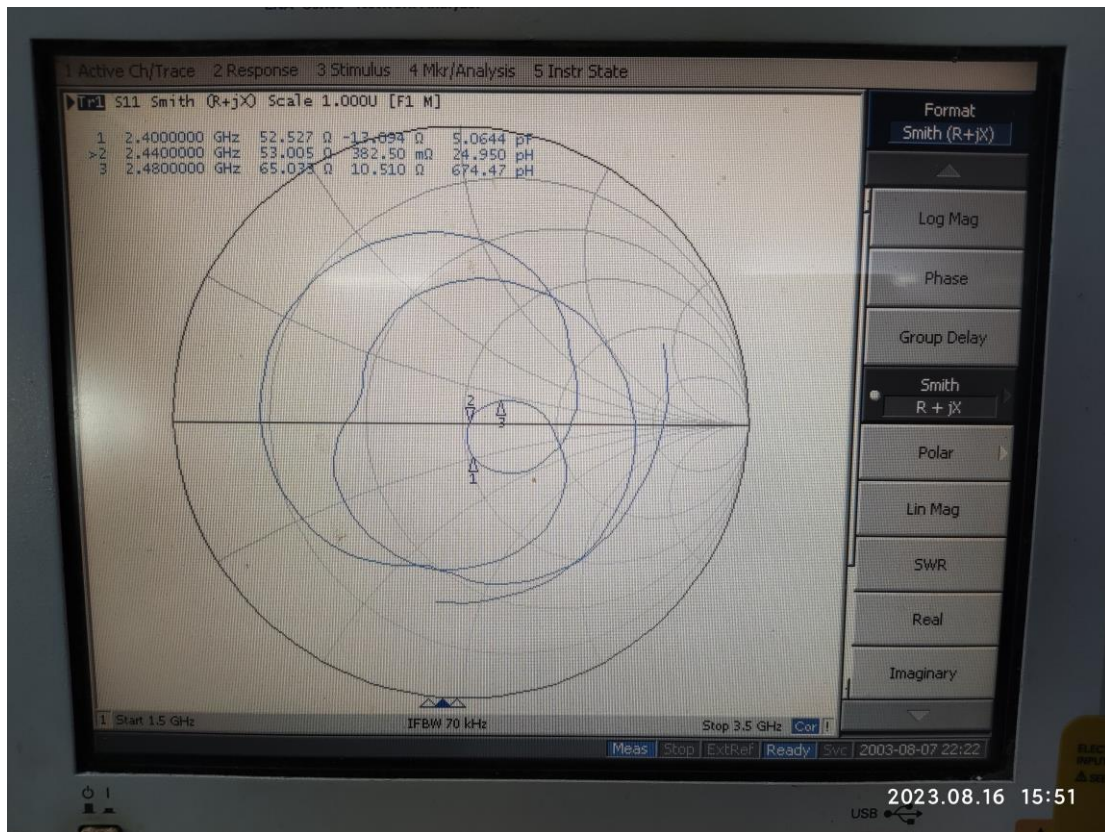 1 Active Ch/Trace 2 Response 3 Stimulus 4 Mkr/Analysis 5 Instr State
Tr1 S11 Smith (R+jX) Scale 1.000U [F1 M]
1 2.4000000 GHz 52.527 Ω -13.094 Ω 5.0644 pF
>2 2.4400000 GHz 53.005 Ω 382.50 mΩ 24.950 pH
3 2.4800000 GHz 65.033 Ω 10.510 Ω 674.47 pH
2
3
1
1 Start 1.5 GHz IFBW 70 kHz Stop 3.5 GHz Cor !
Meas Stop ExtRef Ready Svc 2003-08-07 22:22
Format
Smith (R+jX)
Log Mag
Phase
Group Delay
Smith
R + jX
Polar
Lin Mag
SWR
Real
Imaginary
USB
2023.08.16 15:51